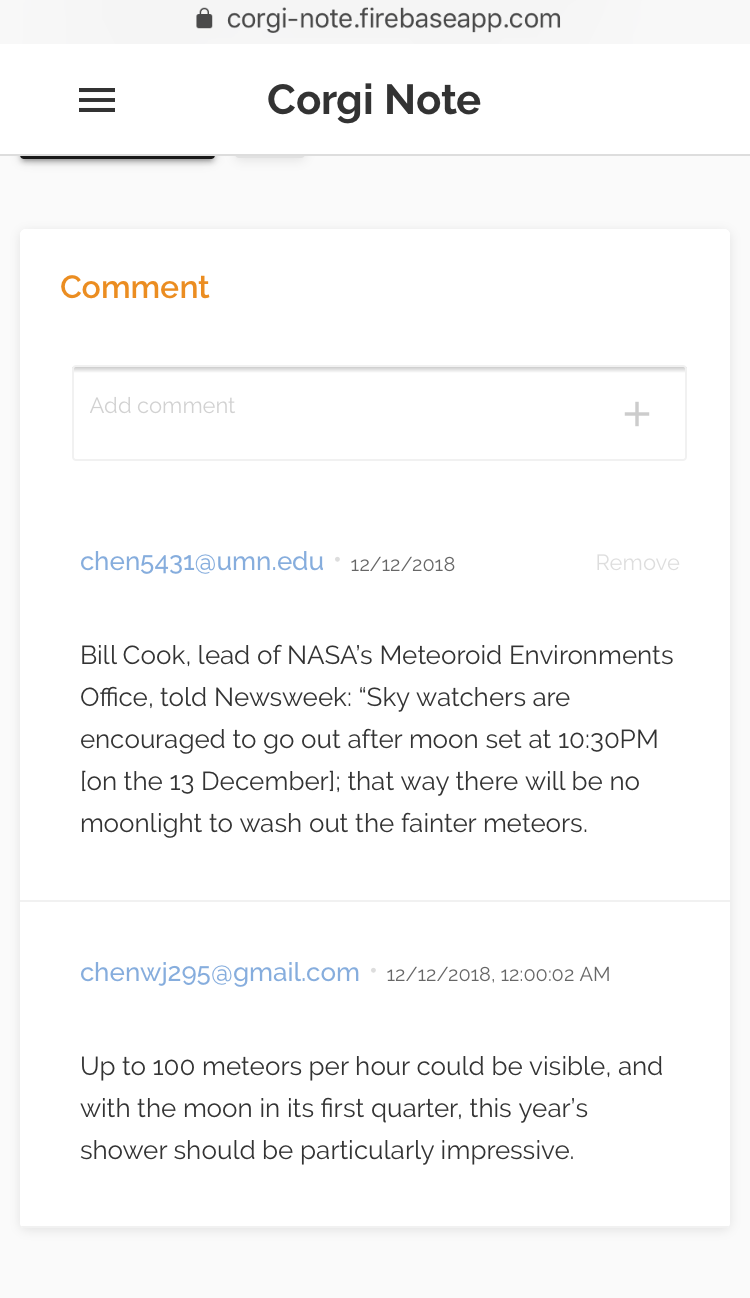 corgi-note.firebaseapp.com
Corgi Note
Comment
Add comment
chen5431@umn.edu • 12/12/2018 Remove
Bill Cook, lead of NASA’s Meteoroid Environments
Office, told Newsweek: “Sky watchers are
encouraged to go out after moon set at 10:30PM
[on the 13 December]; that way there will be no
moonlight to wash out the fainter meteors.
chenwj295@gmail.com • 12/12/2018, 12:00:02 AM
Up to 100 meteors per hour could be visible, and
with the moon in its first quarter, this year’s
shower should be particularly impressive.